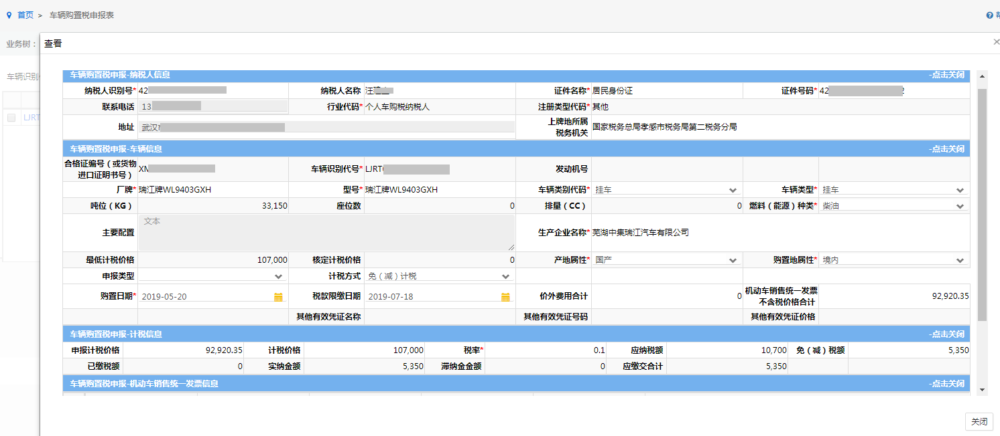 首页 > 车辆购置税申报表
业务树：
查看
车辆识别
LJRT
车辆购置税申报-纳税人信息 -点击关闭
纳税人识别号* 42 纳税人名称 汪 证件名称* 居民身份证 证件号码* 42
联系电话 13 行业代码* 个人车购税纳税人 注册类型代码* 其他
地址 武汉 上牌地所属税务机关 国家税务总局孝感市税务局第二税务分局
车辆购置税申报-车辆信息 -点击关闭
合格证编号（或货物进口证明书号） XN 车辆识别代号* LJRT 发动机号
厂牌* 瑞江牌WL9403GXH 型号* 瑞江牌WL9403GXH 车辆类别代码* 挂车 车辆类型* 挂车
吨位（KG） 33,150 座位数 0 排量（CC） 0 燃料（能源）种类* 柴油
主要配置 文本 生产企业名称* 芜湖中集瑞江汽车有限公司
最低计税价格 107,000 核定计税价格 0 产地属性* 国产 购置地属性* 境内
申报类型 计税方式 免（减）计税
购置日期* 2019-05-20 税款限缴日期 2019-07-18 价外费用合计 0 机动车销售统一发票不含税价格合计 92,920.35
其他有效凭证名称 其他有效凭证号码 其他有效凭证价格
车辆购置税申报-计税信息 -点击关闭
申报计税价格 92,920.35 计税价格 107,000 税率* 0.1 应纳税额 10,700 免（减）税额 5,350
已缴税额 0 实纳金额 5,350 滞纳金金额 0 应缴交合计 5,350
车辆购置税申报-机动车销售统一发票信息 -点击关闭
关闭